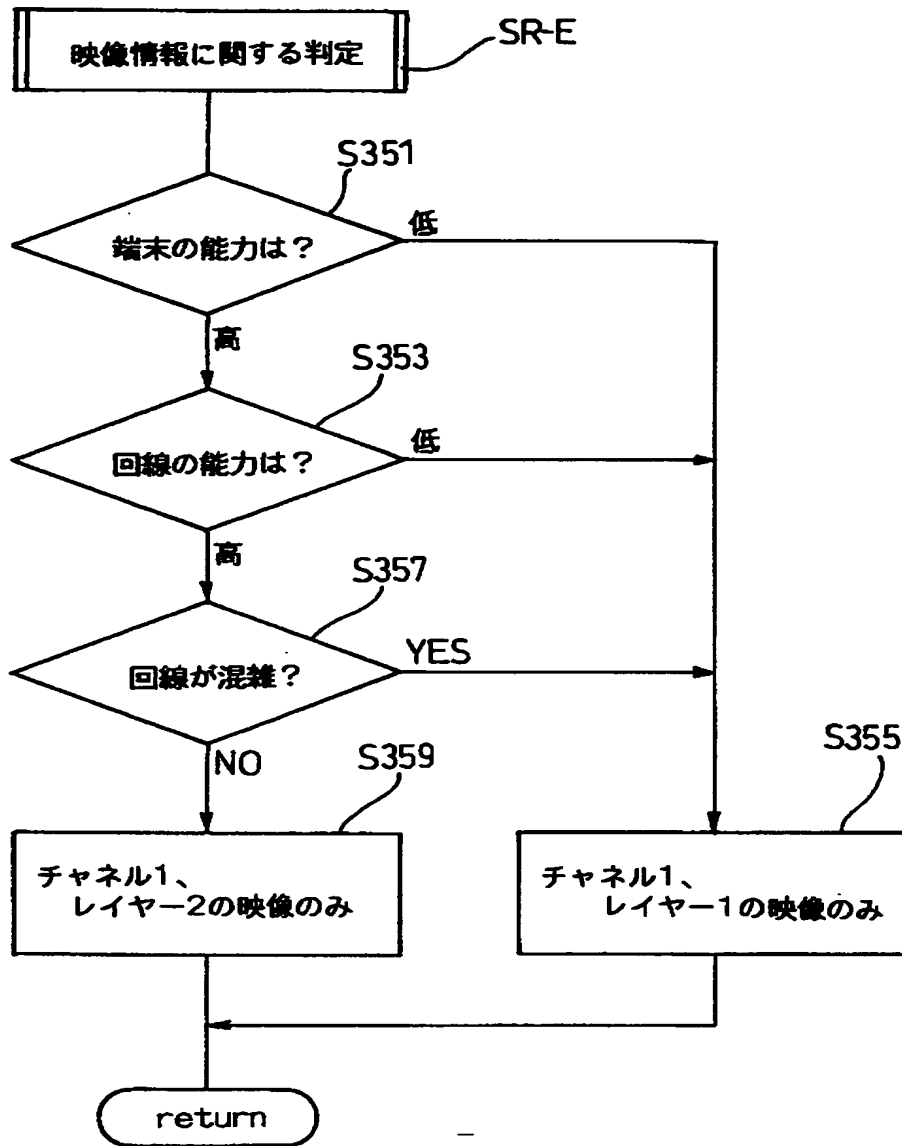 映像情報に関する判定
SR-E
S351
端末の能力は？
低
高
S353
回線の能力は？
低
高
S357
回線が混雑？
YES
NO
S359
S355
チャネル1、
レイヤー2の映像のみ
チャネル1、
レイヤー1の映像のみ
return